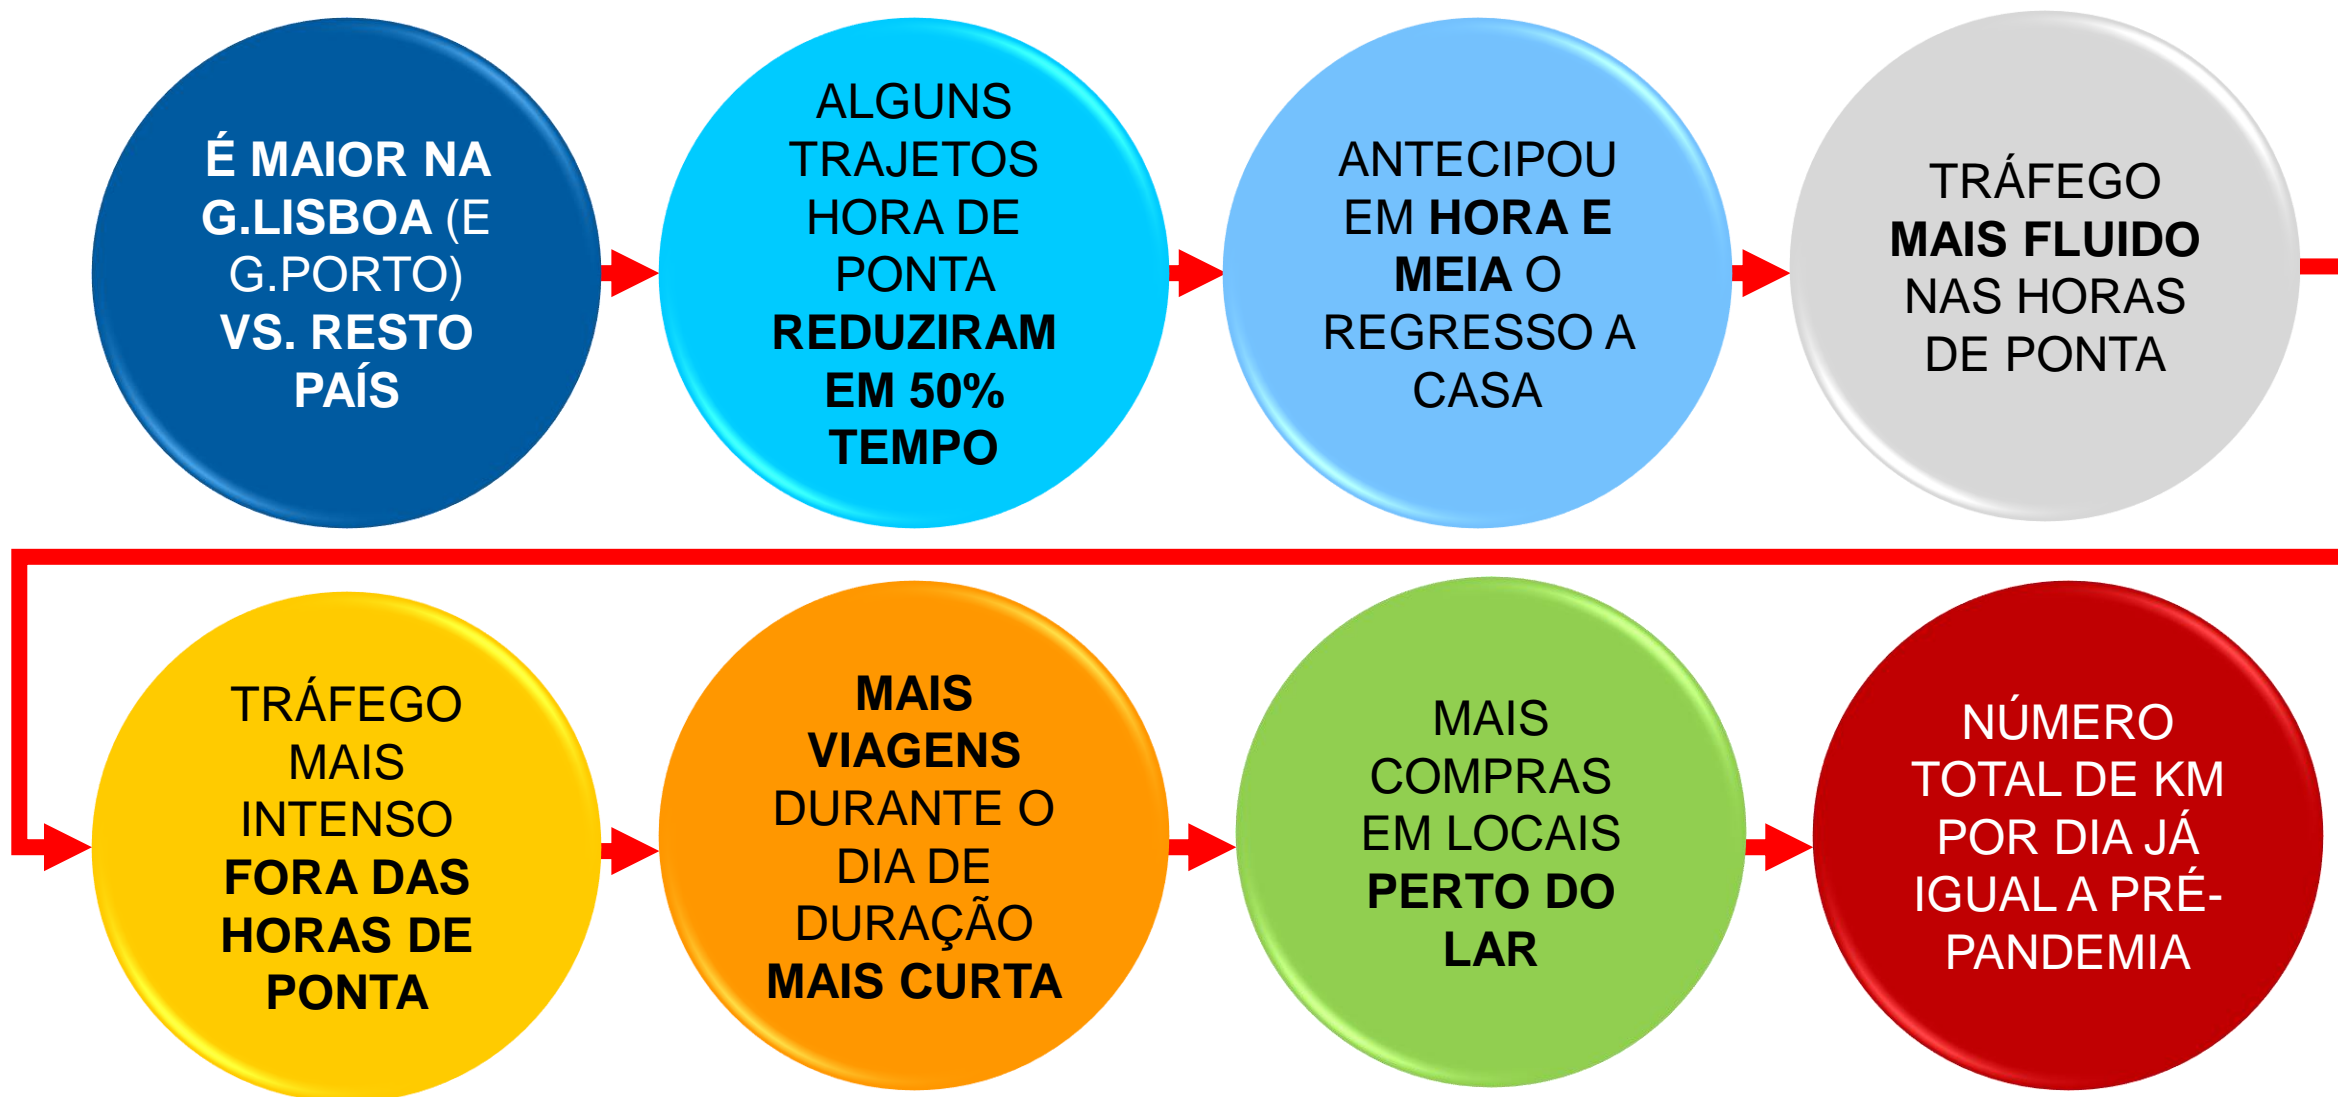 É MAIOR NA
G.LISBOA (E
G.PORTO)
VS. RESTO
PAÍS
ALGUNS
TRAJETOS
HORA DE
PONTA
REDUZIRAM
EM 50%
TEMPO
ANTECIPOU
EM HORA E
MEIA O
REGRESSO A
CASA
TRÁFEGO
MAIS FLUIDO
NAS HORAS
DE PONTA
TRÁFEGO
MAIS
INTENSO
FORA DAS
HORAS DE
PONTA
MAIS
VIAGENS
DURANTE O
DIA DE
DURAÇÃO
MAIS CURTA
MAIS
COMPRAS
EM LOCAIS
PERTO DO
LAR
NÚMERO
TOTAL DE KM
POR DIA JÁ
IGUAL A PRÉ-
PANDEMIA